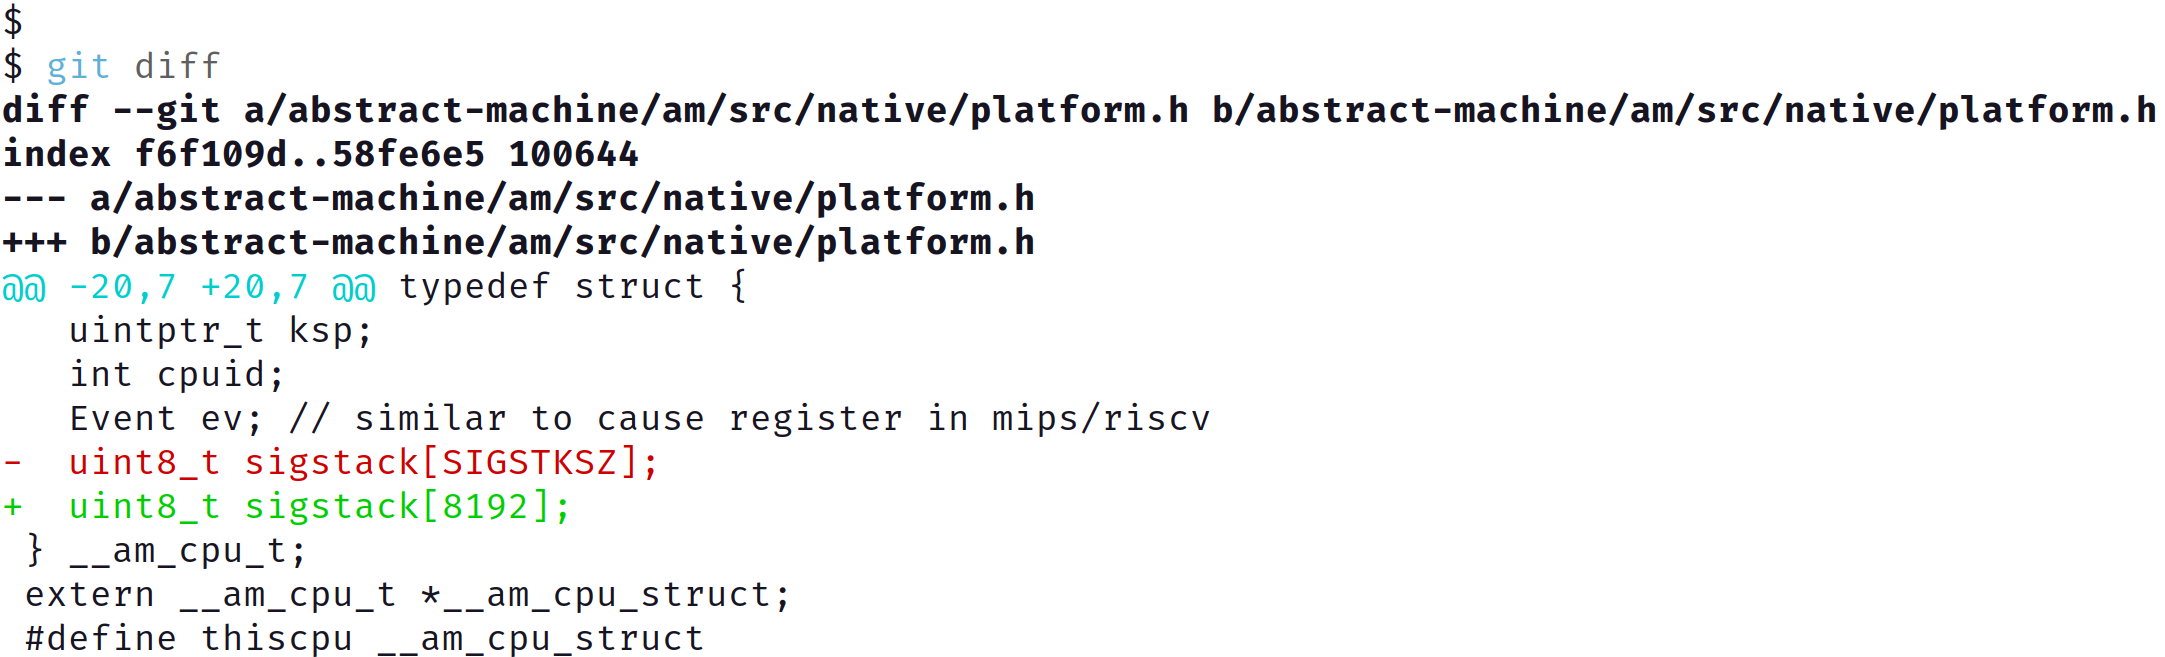 $
$ git diff
diff --git a/abstract-machine/am/src/native/platform.h b/abstract-machine/am/src/native/platform.h
index f6f109d..58fe6e5 100644
--- a/abstract-machine/am/src/native/platform.h
+++ b/abstract-machine/am/src/native/platform.h
@@ -20,7 +20,7 @@ typedef struct {
   uintptr_t ksp;
   int cpuid;
   Event ev; // similar to cause register in mips/riscv
-  uint8_t sigstack[SIGSTKSZ];
+  uint8_t sigstack[8192];
 } __am_cpu_t;
 extern __am_cpu_t *__am_cpu_struct;
 #define thiscpu __am_cpu_struct